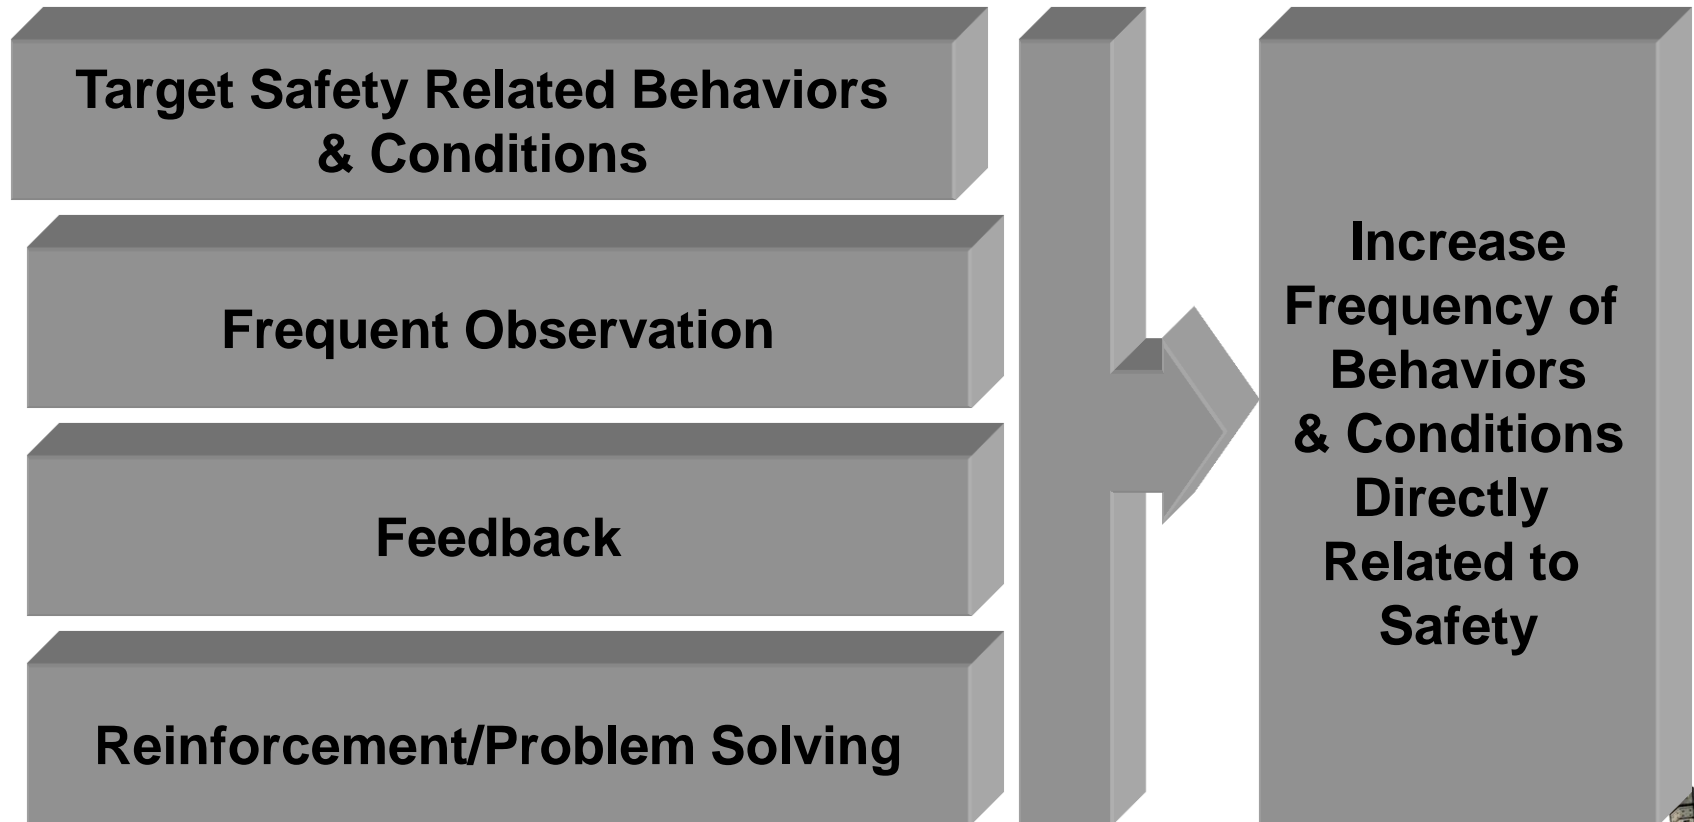 Target Safety Related Behaviors
& Conditions
Frequent Observation
Feedback
Reinforcement/Problem Solving
Increase
Frequency of
Behaviors
& Conditions
Directly
Related to
Safety